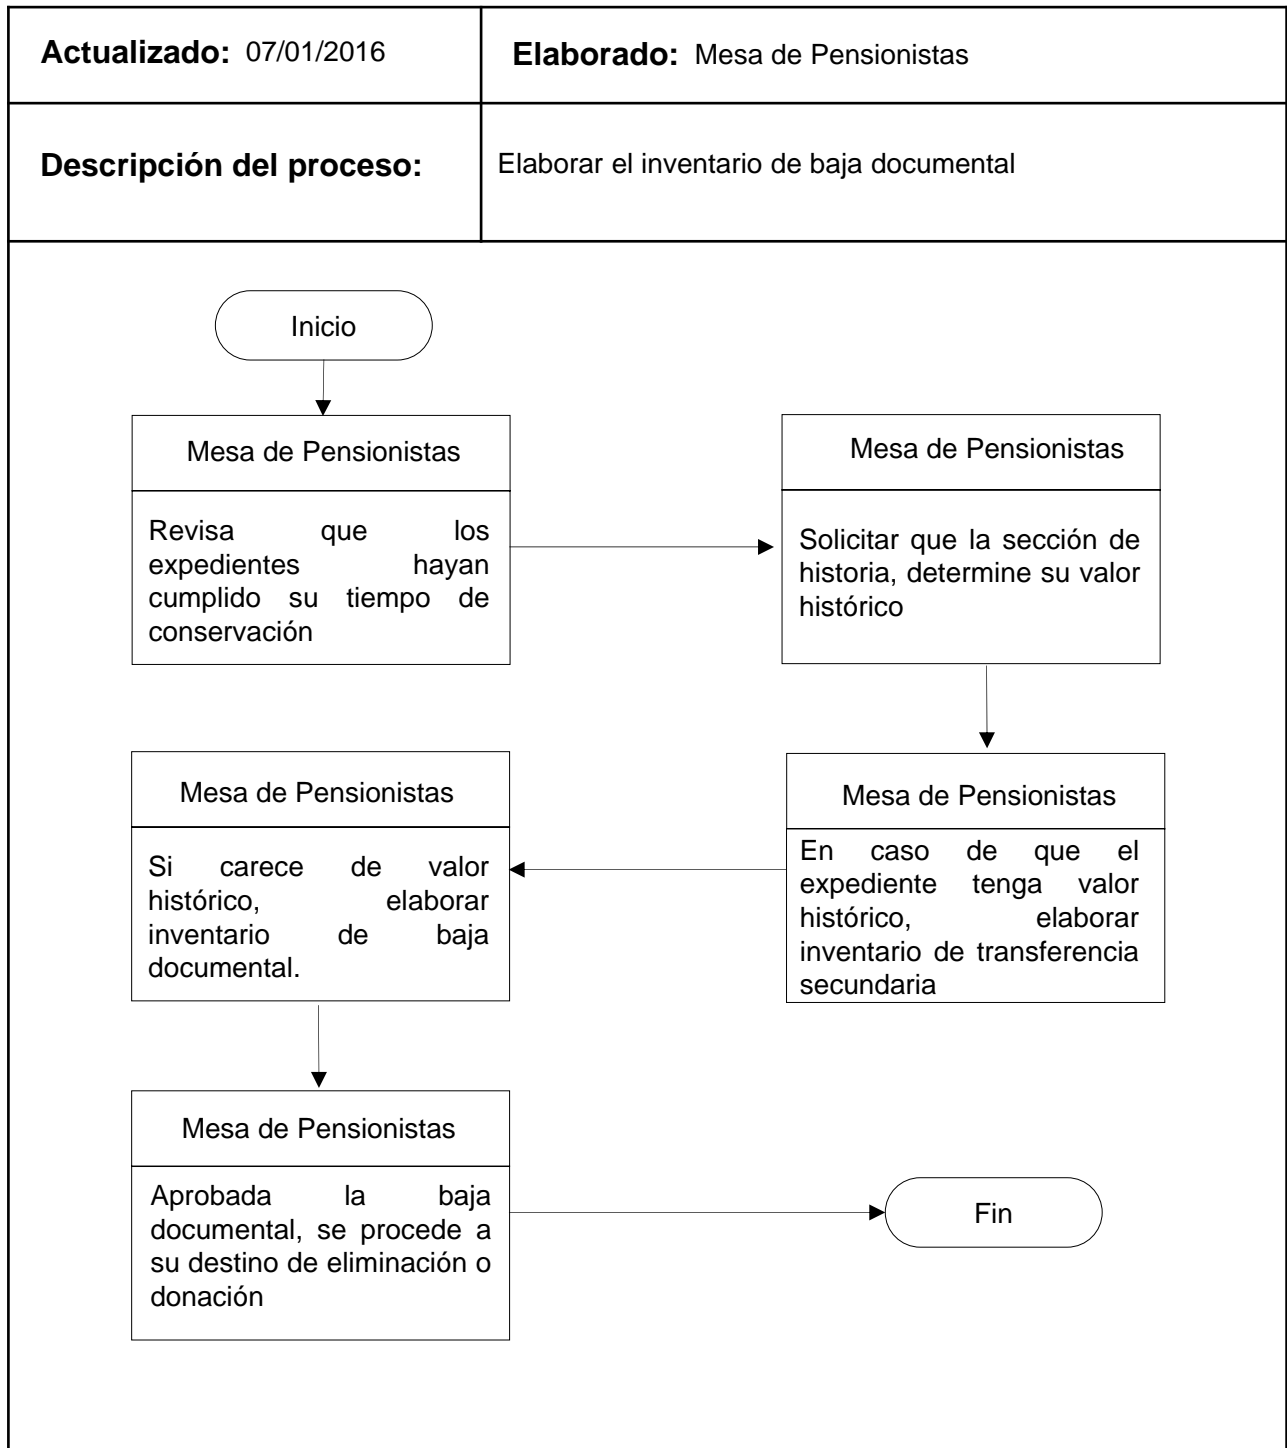 Actualizado: 07/01/2016
Elaborado: Mesa de Pensionistas
Descripción del proceso:
Elaborar el inventario de baja documental
Inicio
Mesa de Pensionistas
Revisa que los
expedientes hayan
cumplido su tiempo de
conservación
Mesa de Pensionistas
Solicitar que la sección de
historia, determine su valor
histórico
Mesa de Pensionistas
En caso de que el
expediente tenga valor
histórico, elaborar
inventario de transferencia
secundaria
Mesa de Pensionistas
Si carece de valor
histórico, elaborar
inventario de baja
documental.
Mesa de Pensionistas
Aprobada la baja
documental, se procede a
su destino de eliminación o
donación
Fin